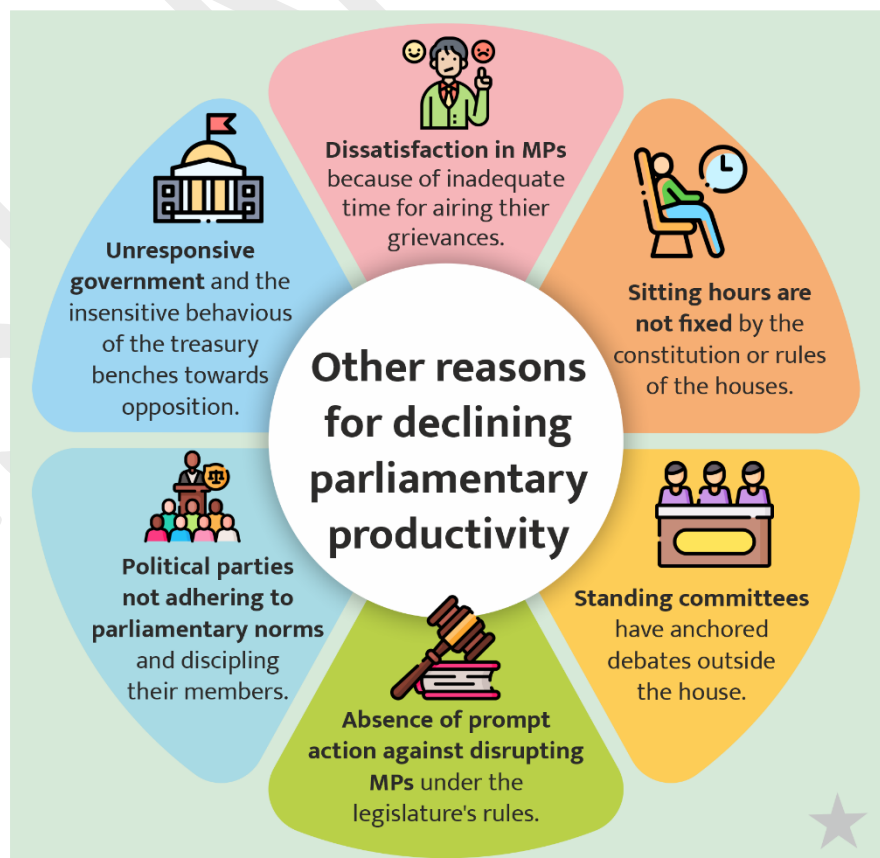 Other reasons
for declining
parliamentary
productivity
Dissatisfaction in MPs
because of inadequate
time for airing thier
grievances.
Sitting hours are
not fixed by the
constitution or rules
of the houses.
Standing committees
have anchored
debates outside
the house.
Absence of prompt
action against disrupting
MPs under the
legislature's rules.
Political parties
not adhering to
parliamentary norms
and discipling
their members.
Unresponsive
government and the
insensitive behavious
of the treasury
benches towards
opposition.